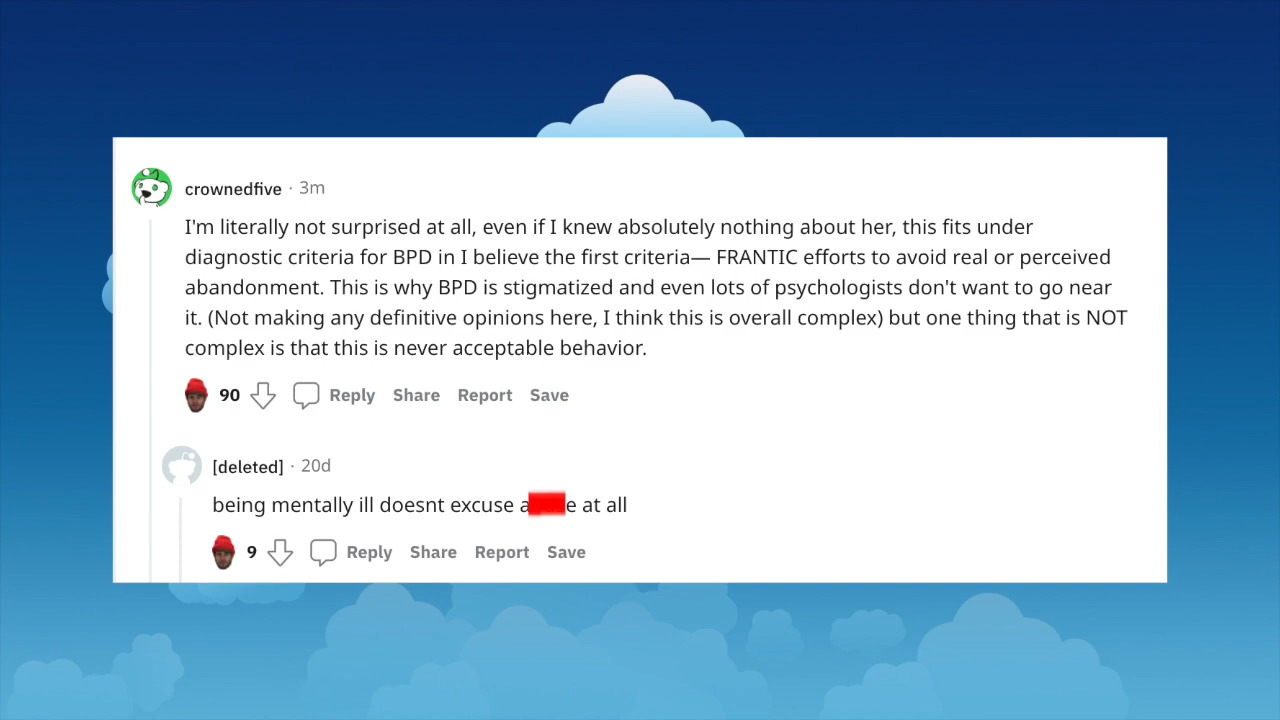 crownedfive · 3m
I'm literally not surprised at all, even if I knew absolutely nothing about her, this fits under
diagnostic criteria for BPD in I believe the first criteria— FRANTIC efforts to avoid real or perceived
abandonment. This is why BPD is stigmatized and even lots of psychologists don't want to go near
it. (Not making any definitive opinions here, I think this is overall complex) but one thing that is NOT
complex is that this is never acceptable behavior.
90 Reply Share Report Save
[deleted] · 20d
being mentally ill doesnt excuse at all
9 Reply Share Report Save